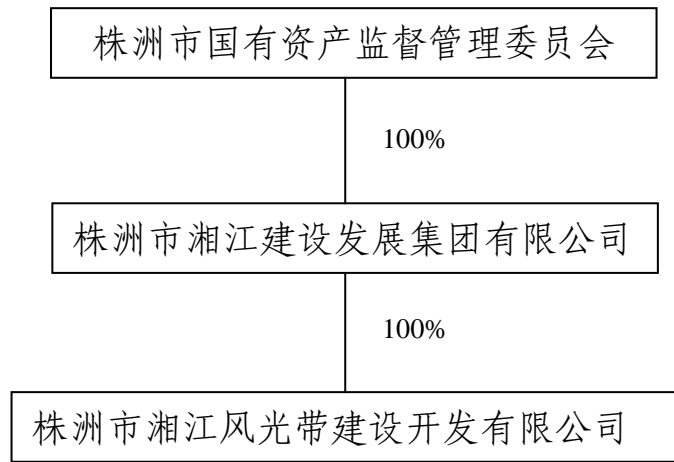 株洲市国有资产监督管理委员会
100%
株洲市湘江建设发展集团有限公司
100%
株洲市湘江风光带建设开发有限公司